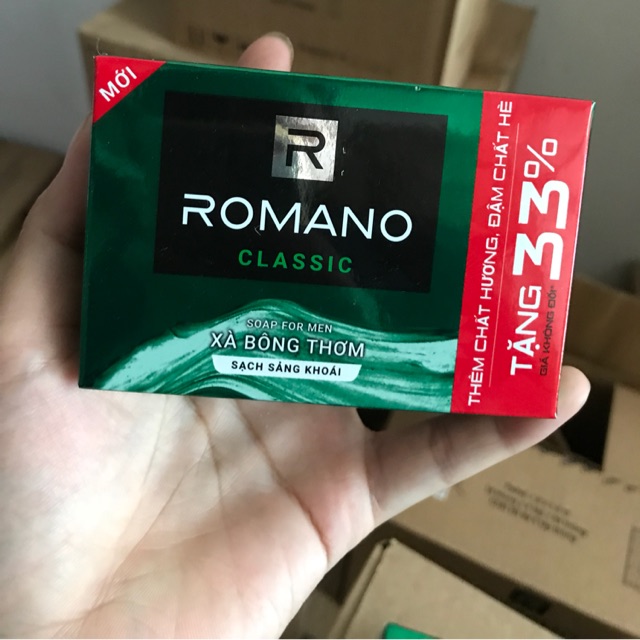 MỚI
R
ROMANO
CLASSIC
SOAP FOR MEN
XÀ BÔNG THƠM
SẠCH SẢNG KHOÁI
THÊM CHẤT HƯƠNG, ĐẬM CHẤT HÈ
TẶNG 33%
GIÁ KHÔNG ĐỔI*